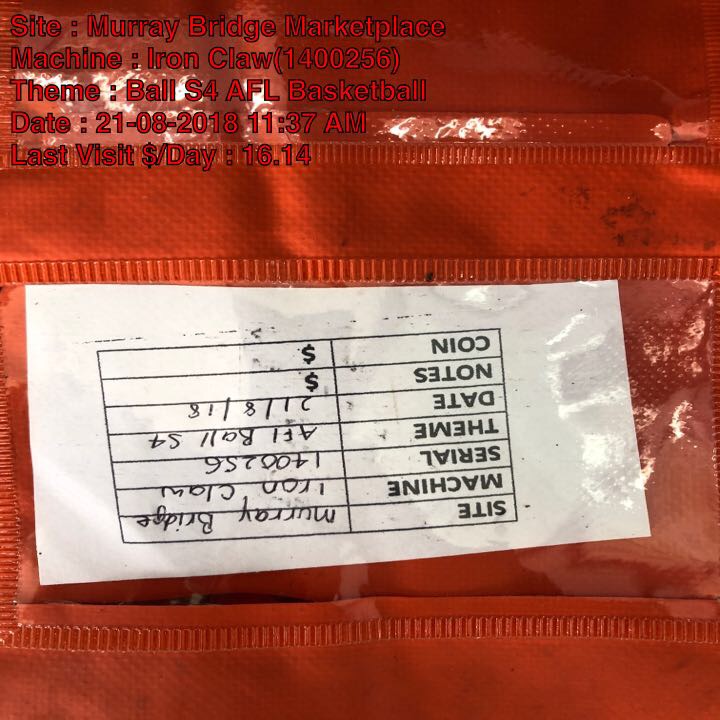 Site : Murray Bridge Marketplace
Machine : Iron Claw(1400256)
Theme : Ball S4 AFL Basketball
Date : 21-08-2018 11:37 AM
Last Visit $/Day : 16.14
SITE Murray Bridge
MACHINE Iron Claw
SERIAL 1400256
THEME AFl Ball S4
DATE 21/8/18
NOTES $
COIN $